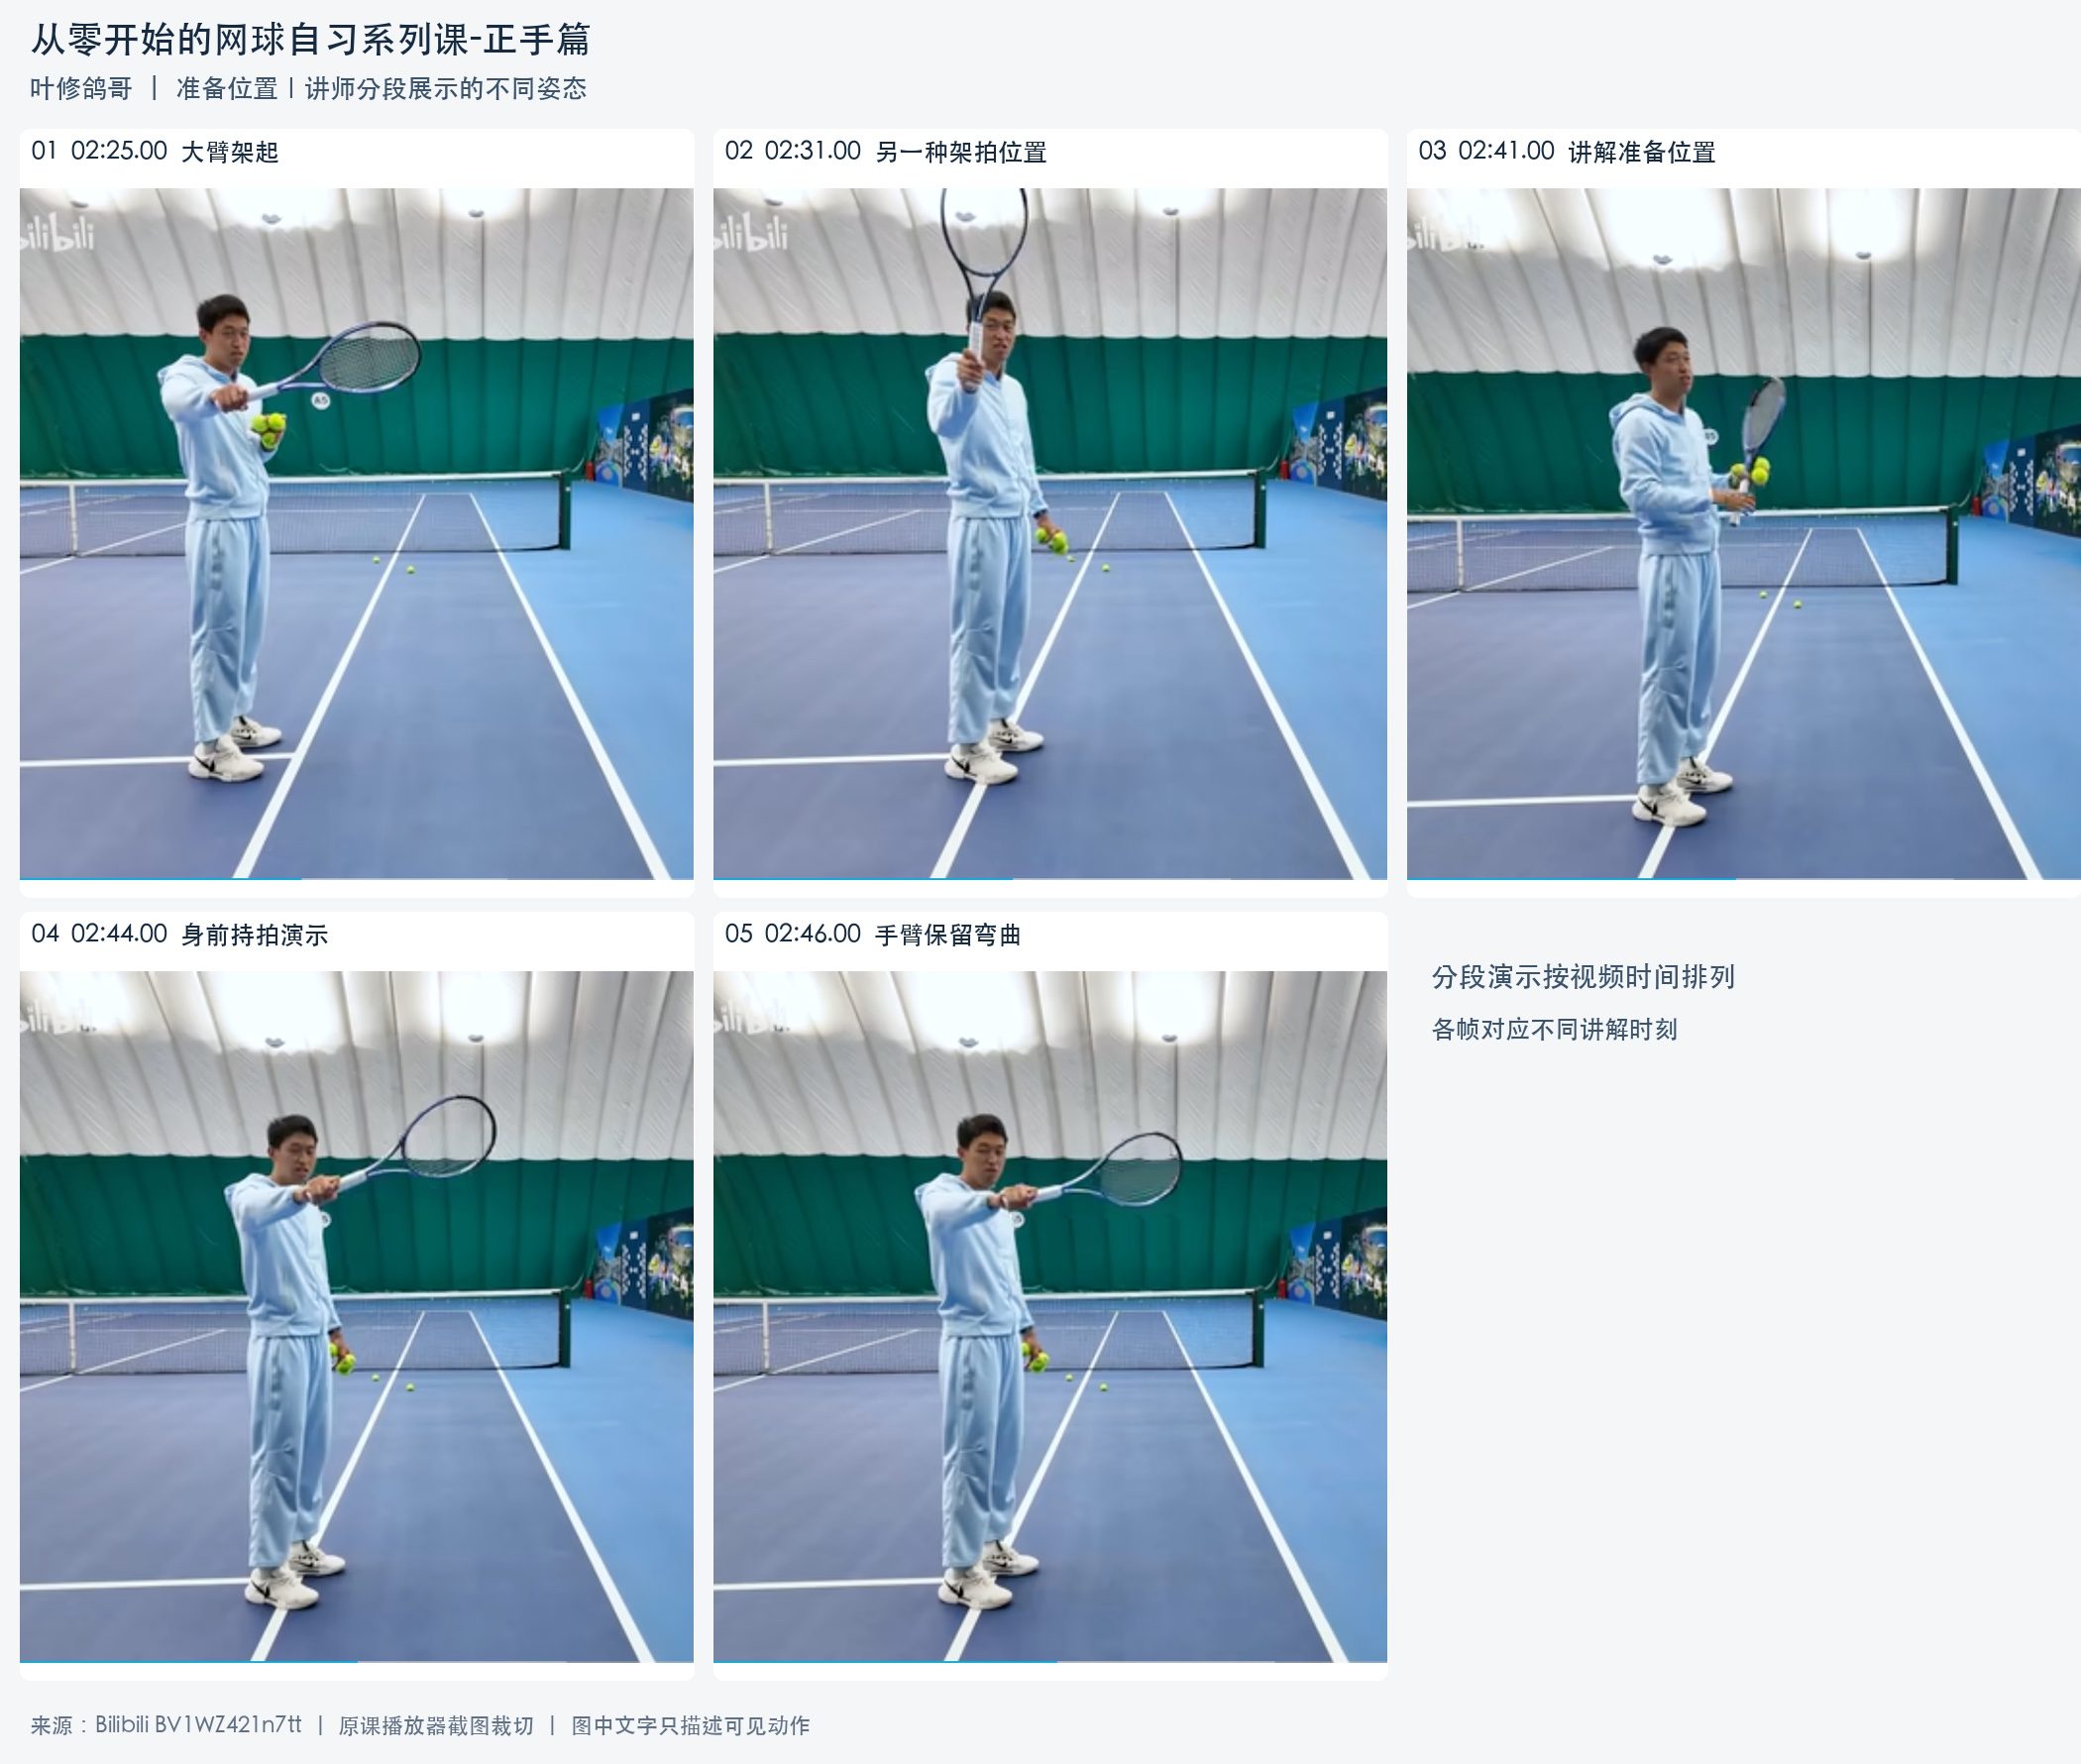 从零开始的网球自习系列课-正手篇
叶修鸽哥 | 准备位置 | 讲师分段展示的不同姿态
01 02:25.00 大臂架起
02 02:31.00 另一种架拍位置
03 02:41.00 讲解准备位置
bilibili
bilibili
bilibili
A5
04 02:44.00 身前持拍演示
05 02:46.00 手臂保留弯曲
分段演示按视频时间排列
各帧对应不同讲解时刻
bilibili
bilibili
来源：Bilibili BV1WZ421n7tt | 原课播放器截图裁切 | 图中文字只描述可见动作